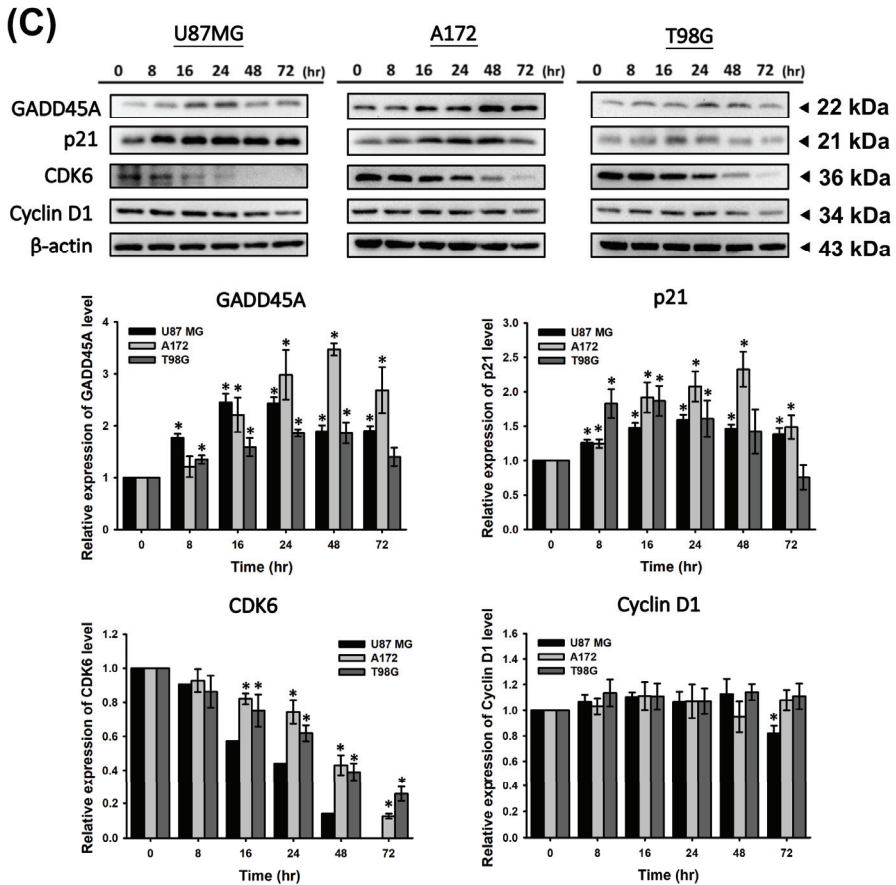 (C)
U87MG A172 T98G
0 8 16 24 48 72 (hr) 0 8 16 24 48 72 (hr) 0 8 16 24 48 72 (hr)
GADD45A ◄ 22 kDa
p21 ◄ 21 kDa
CDK6 ◄ 36 kDa
Cyclin D1 ◄ 34 kDa
β-actin ◄ 43 kDa
GADD45A
Relative expression of GADD45A level
4
3
2
1
0
U87 MG
A172
T98G
* * * * * * * * * * * * *
0 8 16 24 48 72
Time (hr)
p21
Relative expression of p21 level
3.0
2.5
2.0
1.5
1.0
0.5
0.0
U87 MG
A172
T98G
* * * * * * * * * * * * *
0 8 16 24 48 72
Time (hr)
CDK6
Relative expression of CDK6 level
1.2
1.0
0.8
0.6
0.4
0.2
0.0
U87 MG
A172
T98G
* * * * * * * *
0 8 16 24 48 72
Time (hr)
Cyclin D1
Relative expression of Cyclin D1 level
1.6
1.4
1.2
1.0
0.8
0.6
0.4
0.2
0.0
U87 MG
A172
T98G
*
0 8 16 24 48 72
Time (hr)